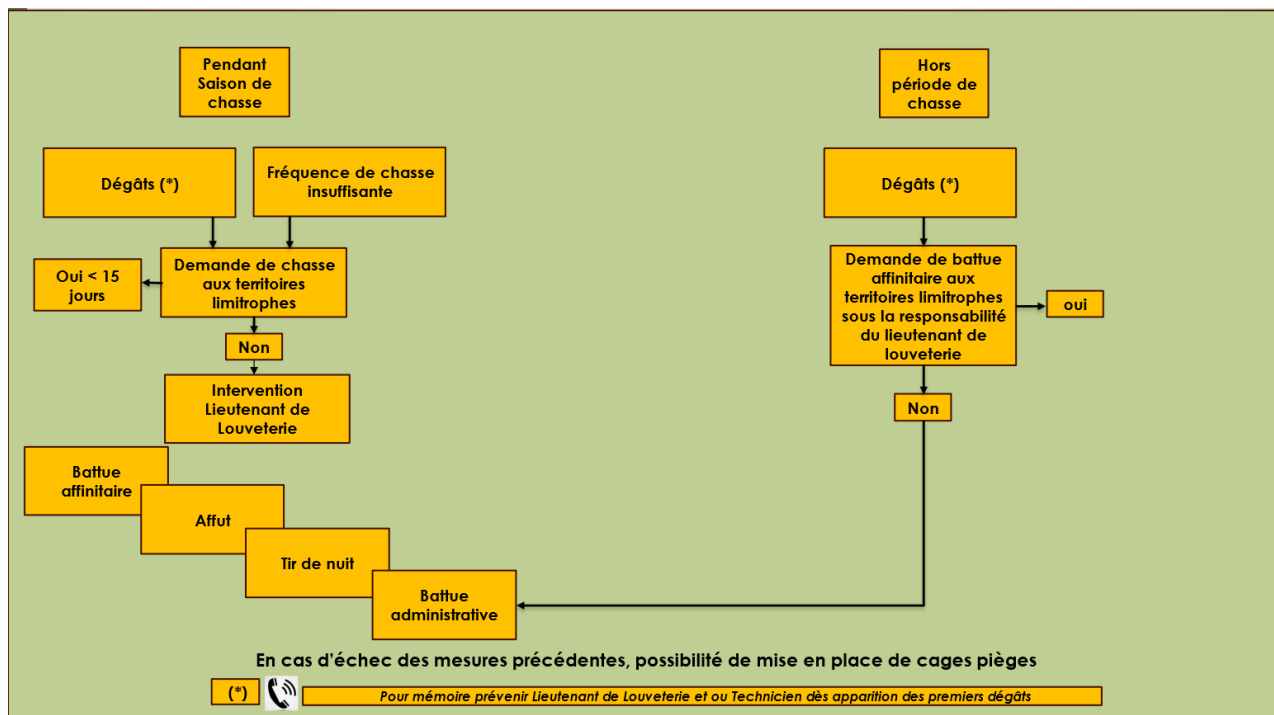 Pendant
Saison de
chasse
Hors
période de
chasse
Dégâts (*)
Fréquence de chasse
insuffisante
Dégâts (*)
Oui < 15
jours
Demande de chasse
aux territoires
limitrophes
Demande de battue
affinitaire aux
territoires limitrophes
sous la responsabilité
du lieutenant de
louveterie
oui
Non
Intervention
Lieutenant de
Louveterie
Non
Battue
affinitaire
Affut
Tir de nuit
Battue
administrative
En cas d'échec des mesures précédentes, possibilité de mise en place de cages pièges
(*)
Pour mémoire prévenir Lieutenant de Louveterie et ou Technicien dès apparition des premiers dégâts